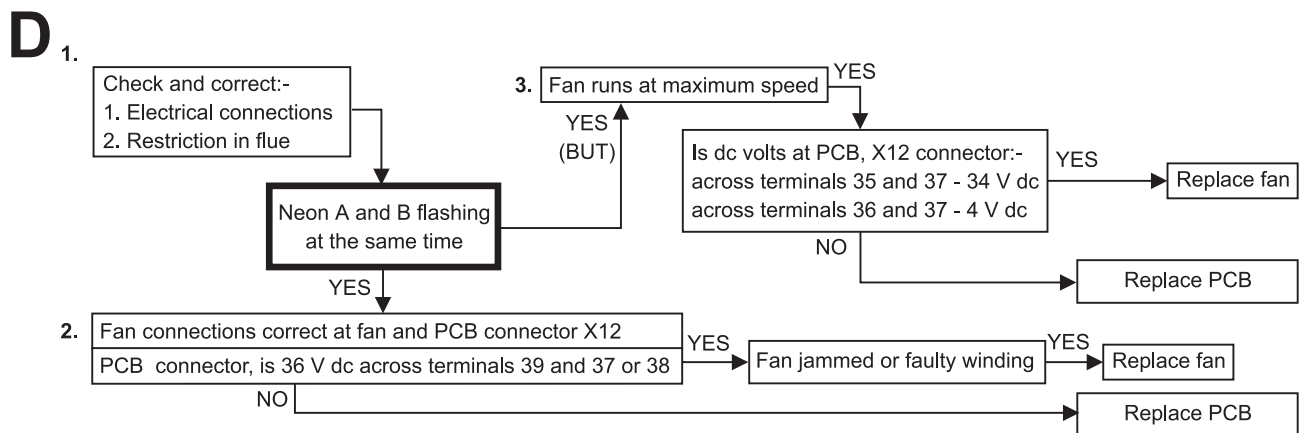 D
1.
Check and correct:-
1. Electrical connections
2. Restriction in flue
Neon A and B flashing
at the same time
YES
(BUT)
3.
Fan runs at maximum speed
YES
Is dc volts at PCB, X12 connector:-
across terminals 35 and 37 - 34 V dc
across terminals 36 and 37 - 4 V dc
YES
Replace fan
NO
Replace PCB
YES
2.
Fan connections correct at fan and PCB connector X12
PCB connector, is 36 V dc across terminals 39 and 37 or 38
YES
Fan jammed or faulty winding
YES
Replace fan
NO
Replace PCB